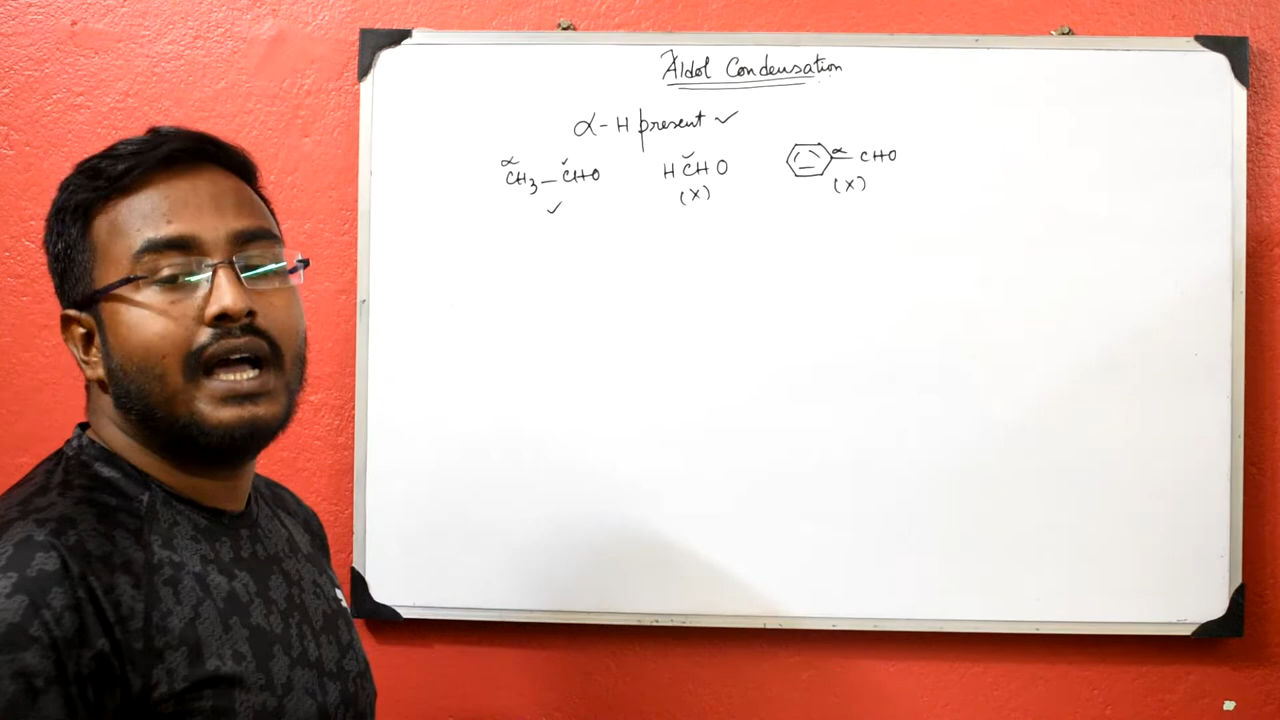 Aldol Condensation
α-H present ✓
α
CH3 - CHO HCHO α CHO
✓ (X) (X)